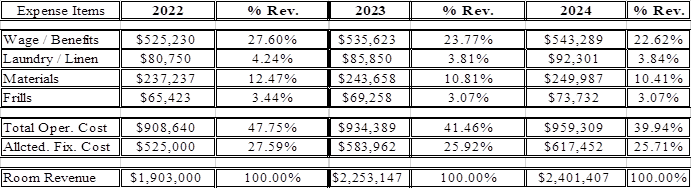 Expense Items 2022 % Rev. 2023 % Rev. 2024 % Rev.
Wage / Benefits $525,230 27.60% $535,623 23.77% $543,289 22.62%
Laundry / Linen $80,750 4.24% $85,850 3.81% $92,301 3.84%
Materials $237,237 12.47% $243,658 10.81% $249,987 10.41%
Frills $65,423 3.44% $69,258 3.07% $73,732 3.07%
Total Oper. Cost $908,640 47.75% $934,389 41.46% $959,309 39.94%
Allcted. Fix. Cost $525,000 27.59% $583,962 25.92% $617,452 25.71%
Room Revenue $1,903,000 100.00% $2,253,147 100.00% $2,401,407 100.00%